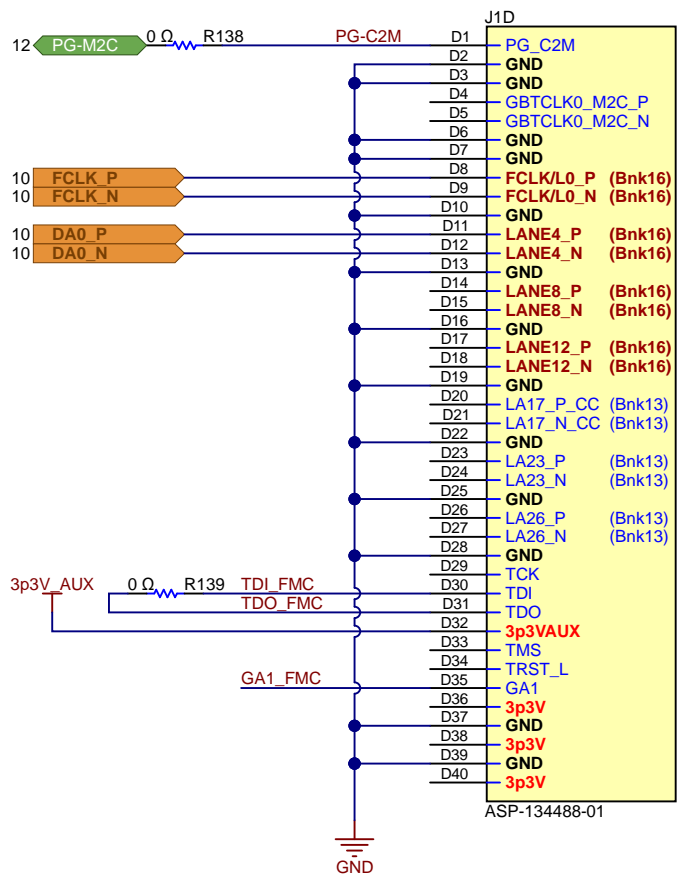 J1D
12 PG-M2C 0 Ω R138 PG-C2M D1 PG_C2M
D2 GND
D3 GND
D4 GBTCLK0_M2C_P
D5 GBTCLK0_M2C_N
D6 GND
D7 GND
10 FCLK_P D8 FCLK/L0_P (Bnk16)
10 FCLK_N D9 FCLK/L0_N (Bnk16)
D10 GND
10 DA0_P D11 LANE4_P (Bnk16)
10 DA0_N D12 LANE4_N (Bnk16)
D13 GND
D14 LANE8_P (Bnk16)
D15 LANE8_N (Bnk16)
D16 GND
D17 LANE12_P (Bnk16)
D18 LANE12_N (Bnk16)
D19 GND
D20 LA17_P_CC (Bnk13)
D21 LA17_N_CC (Bnk13)
D22 GND
D23 LA23_P (Bnk13)
D24 LA23_N (Bnk13)
D25 GND
D26 LA26_P (Bnk13)
D27 LA26_N (Bnk13)
D28 GND
D29 TCK
3p3V_AUX 0 Ω R139 TDI_FMC D30 TDI
TDO_FMC D31 TDO
D32 3p3VAUX
D33 TMS
D34 TRST_L
GA1_FMC D35 GA1
D36 3p3V
D37 GND
D38 3p3V
D39 GND
D40 3p3V
ASP-134488-01
GND